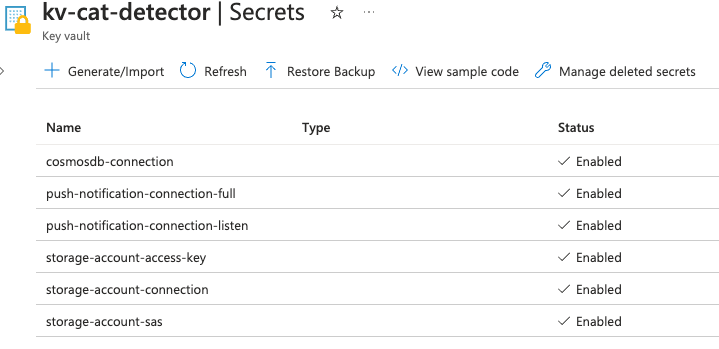 kv-cat-detector | Secrets ☆ ...
Key vault
Generate/Import Refresh Restore Backup View sample code Manage deleted secrets
Name Type Status
cosmosdb-connection Enabled
push-notification-connection-full Enabled
push-notification-connection-listen Enabled
storage-account-access-key Enabled
storage-account-connection Enabled
storage-account-sas Enabled